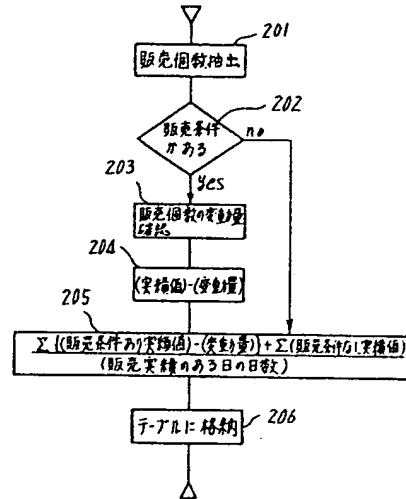 201
販売個数抽出
202
販売条件
がある
no
yes
203
販売個数の変動量
確認
204
(実績値)-(変動量)
205
Σ{(販売条件あり実績値)-(変動量)}+Σ(販売条件なし実績値)
(販売実績のある日の日数)
206
テーブルに格納